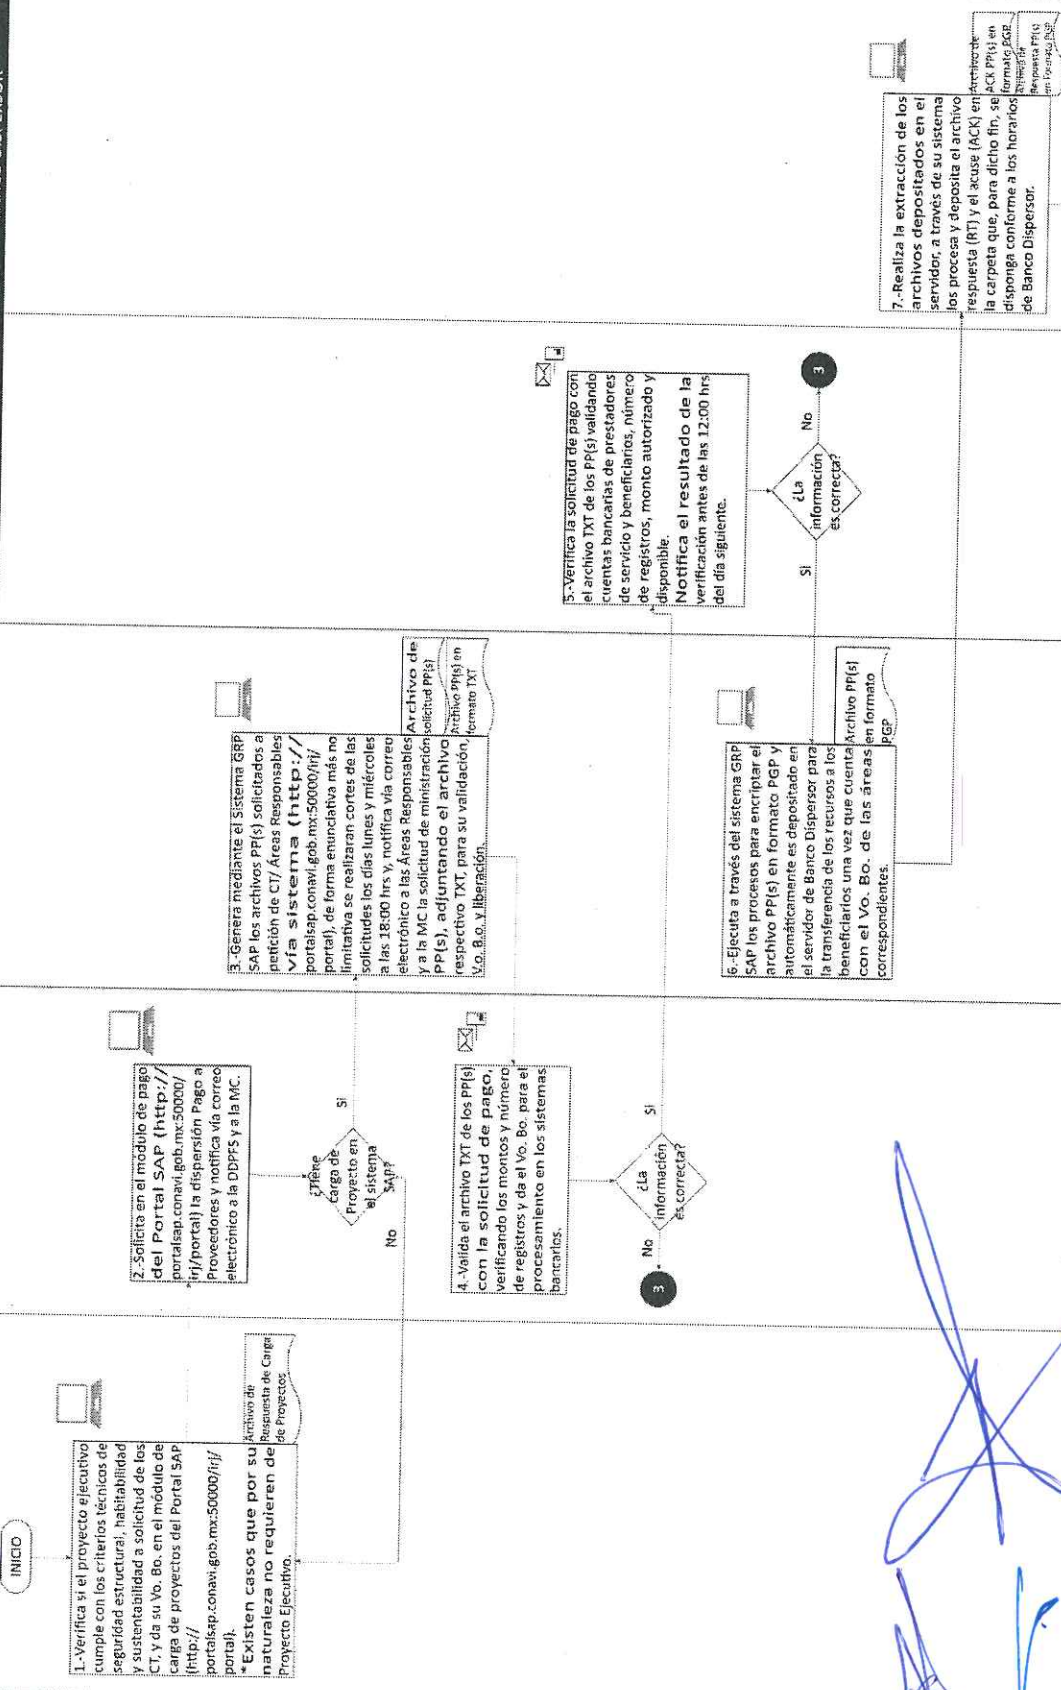 INICIO
1.-Verifica si el proyecto ejecutivo
cumple con los criterios técnicos de
seguridad estructural, habitabilidad
y sustentabilidad a solicitud de los
CT, y da su Vo. Bo. en el módulo de
carga de proyectos del Portal SAP
(http://
portalsap.conavi.gob.mx:50000/irj/
portal).
*Existen casos que por su
naturaleza no requieren de
Proyecto Ejecutivo.
Archivo de
Respuesta de Carga
de Proyectos
2.-Solicita en el módulo de pago
del Portal SAP (http://
portalsap.conavi.gob.mx:50000/
irj/portal) la dispersión Pago a
Proveedores y notifica vía correo
electrónico a la DDPFS y a la MC.
¿Tiene
carga de
Proyecto en
el sistema
SAP?
No
Si
3.-Genera mediante el Sistema GRP
SAP los archivos PP(s) solicitados a
petición de CT/ Áreas Responsables
vía sistema (http://
portalsap.conavi.gob.mx:50000/irj/
portal), de forma enunciativa más no
limitativa se realizaran cortes de las
solicitudes los días lunes y miércoles
a las 18:00 hrs y, notifica vía correo
electrónico a las Áreas Responsables
y a la MC la solicitud de ministración
PP(s), adjuntando el archivo
respectivo TXT, para su validación,
V.o. B.o. y liberación.
Archivo de
solicitud PP(s)
Archivo PP(s) en
formato TXT
4.-Valida el archivo TXT de los PP(s)
con la solicitud de pago,
verificando los montos y número
de registros y da el Vo. Bo. para el
procesamiento en los sistemas
bancarios.
¿La
información
es correcta?
No
Si
3
5.-Verifica la solicitud de pago con
el archivo TXT de los PP(s) validando
cuentas bancarias de prestadores
de servicio y beneficiarios, número
de registros, monto autorizado y
disponible.
Notifica el resultado de la
verificación antes de las 12:00 hrs
del día siguiente.
¿La
información
es correcta?
Si
No
3
6.-Ejecuta a través del sistema GRP
SAP los procesos para encriptar el
archivo PP(s) en formato PGP y
automáticamente es depositado en
el servidor de Banco Dispersor para
la transferencia de los recursos a los
beneficiarios una vez que cuenta
con el Vo. Bo. de las áreas
correspondientes.
Archivo PP(s)
en formato
PGP
7.-Realiza la extracción de los
archivos depositados en el
servidor, a través de su sistema
los procesa y deposita el archivo
respuesta (RT) y el acuse (ACK) en
la carpeta que, para dicho fin, se
disponga conforme a los horarios
de Banco Dispersor.
Archivo de
ACK PP(s) en
formato PGP
Respuesta PP(s)
en Formato PGP